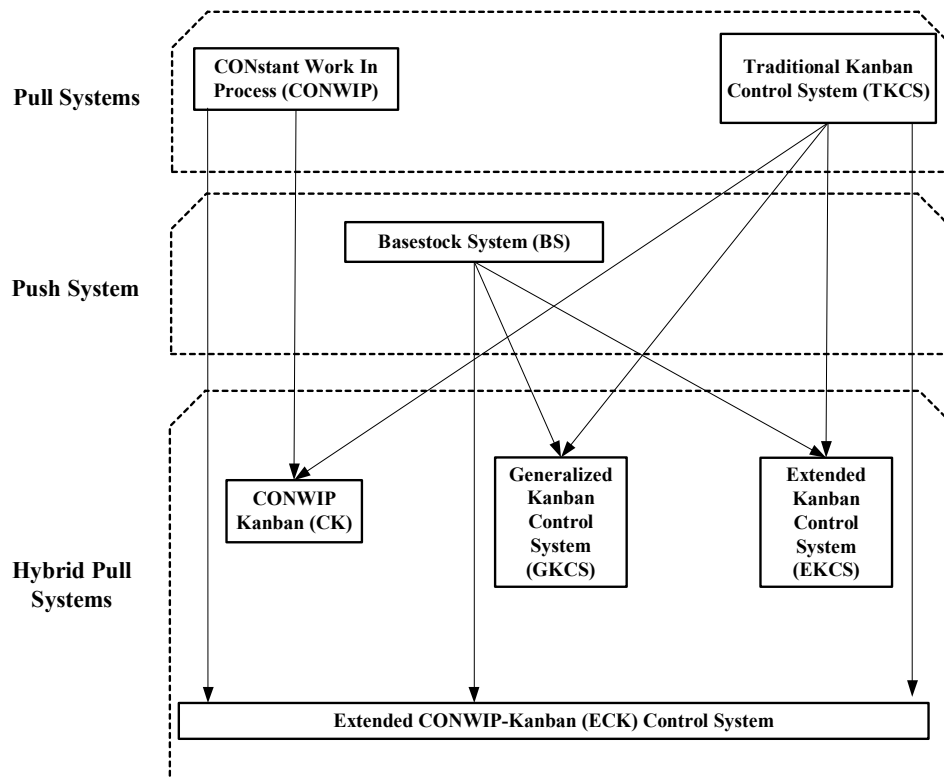 CONstant Work In
Process (CONWIP)
Traditional Kanban
Control System (TKCS)
Pull Systems
Basestock System (BS)
Push System
CONWIP
Kanban (CK)
Generalized
Kanban
Control
System
(GKCS)
Extended
Kanban
Control
System
(EKCS)
Hybrid Pull
Systems
Extended CONWIP-Kanban (ECK) Control System